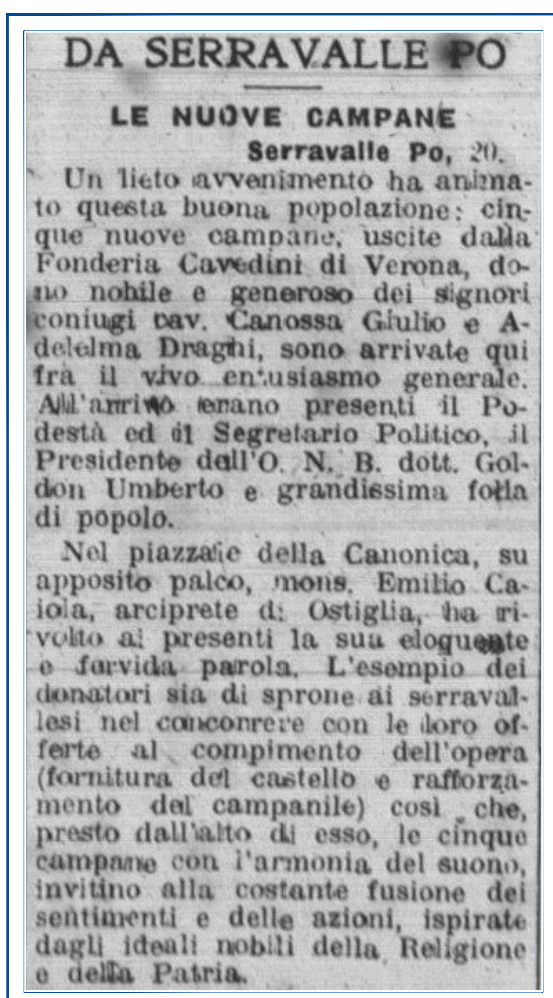 DA SERRAVALLE PO
LE NUOVE CAMPANE
Serravalle Po, 20.
Un lieto avvenimento ha anima-
to questa buona popolazione: cin-
que nuove campane, uscite dalla
Fonderia Cavedini di Verona, do-
no nobile e generoso dei signori
coniugi cav. Canossa Giulio e A-
delelma Draghi, sono arrivate qui
fra il vivo entusiasmo generale.
All'arrivo erano presenti il Po-
destà ed il Segretario Politico, il
Presidente dell'O. N. B. dott. Gol-
don Umberto e grandissima folla
di popolo.
Nel piazzale della Canonica, su
apposito palco, mons. Emilio Ca-
iola, arciprete di Ostiglia, ha ri-
volto ai presenti la sua eloquente
e fervida parola. L'esempio dei
donatori sia di sprone ai serraval-
lesi nel concorrere con le loro of-
ferte al compimento dell'opera
(fornitura del castello e rafforza-
mento del campanile) così che,
presto dall'alto di esso, le cinque
campane con l'armonia del suono,
invitino alla costante fusione dei
sentimenti e delle azioni, ispirate
dagli ideali nobili della Religione
e della Patria.